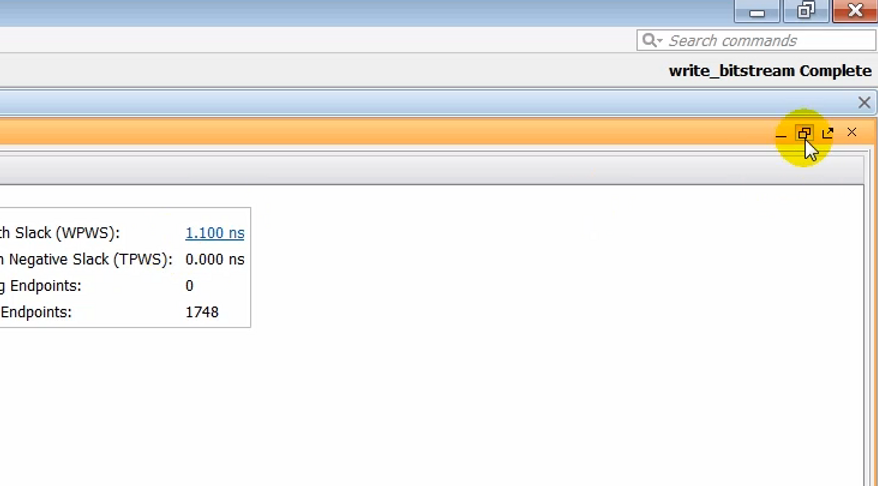 Search commands
write_bitstream Complete
Slack (WPWS): 1.100 ns
Negative Slack (TPWS): 0.000 ns
Endpoints: 0
Endpoints: 1748